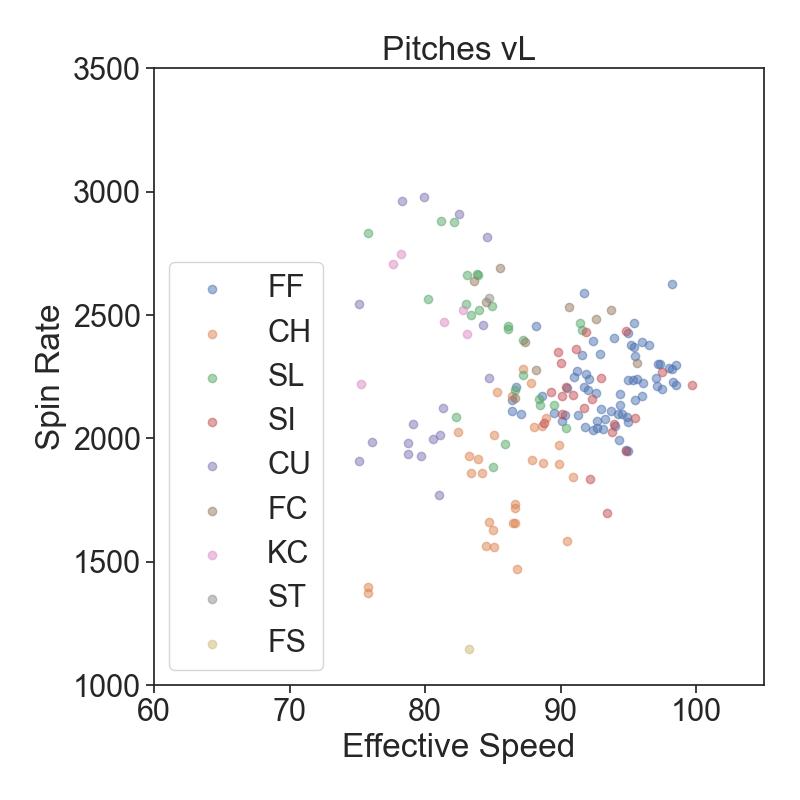 Pitches vL
3500
3000
2500
2000
1500
1000
Spin Rate
FF
CH
SL
SI
CU
FC
KC
ST
FS
60 70 80 90 100
Effective Speed